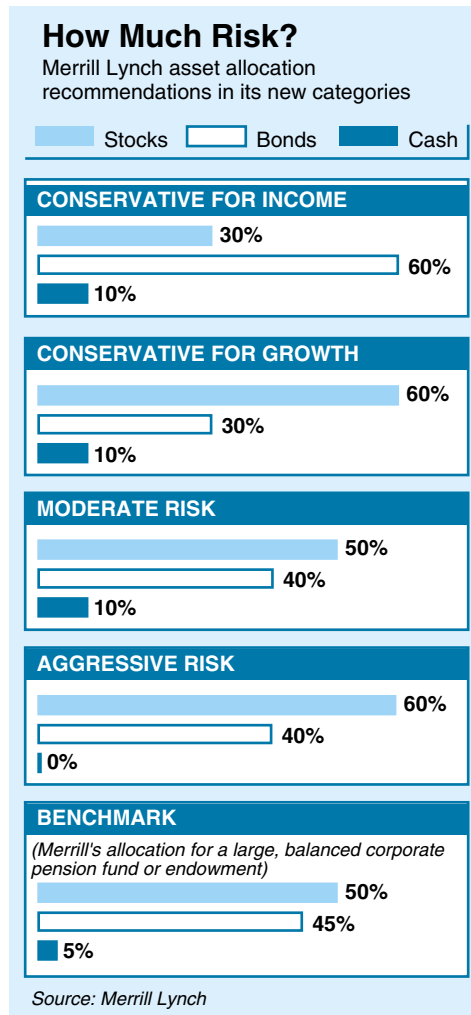 How Much Risk?
Merrill Lynch asset allocation
recommendations in its new categories
Stocks Bonds Cash
CONSERVATIVE FOR INCOME
30%
60%
10%
CONSERVATIVE FOR GROWTH
60%
30%
10%
MODERATE RISK
50%
40%
10%
AGGRESSIVE RISK
60%
40%
0%
BENCHMARK
(Merrill's allocation for a large, balanced corporate
pension fund or endowment)
50%
45%
5%
Source: Merrill Lynch